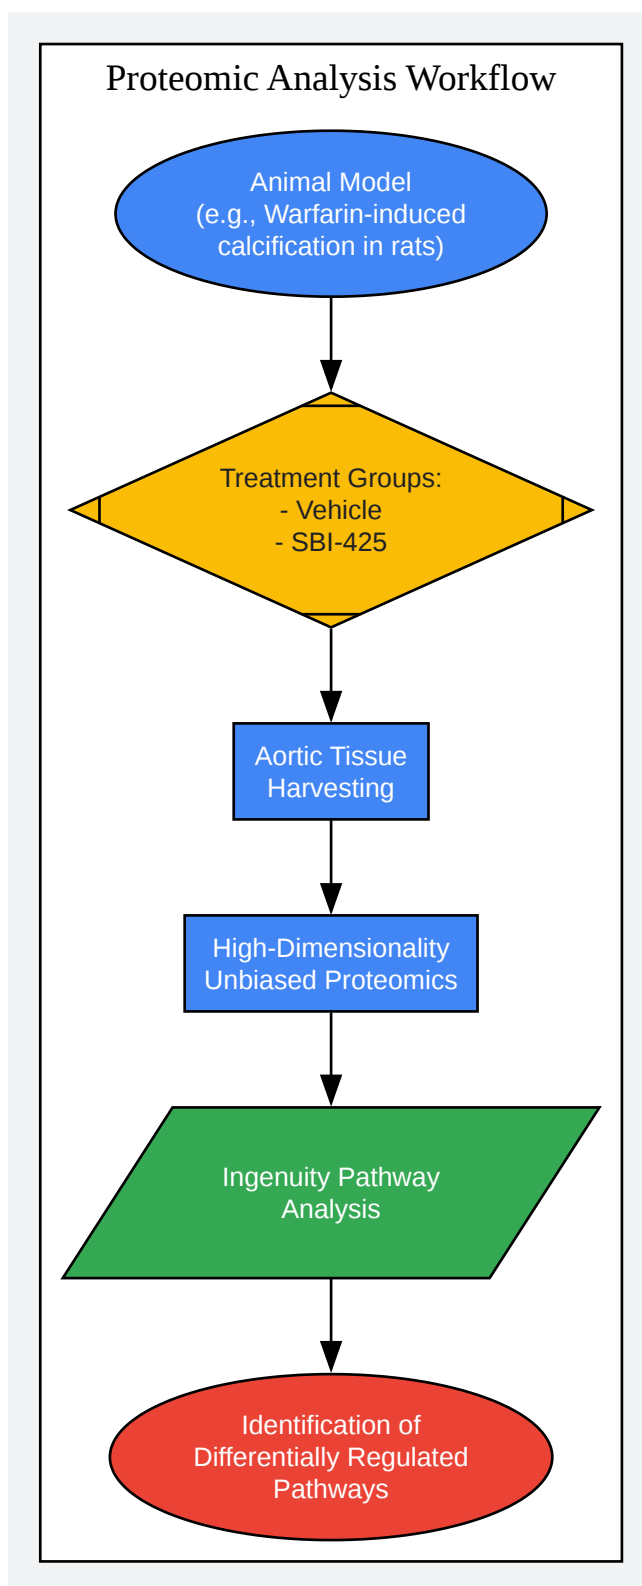 Proteomic Analysis Workflow
Animal Model
(e.g., Warfarin-induced
calcification in rats)
Treatment Groups:
- Vehicle
- SBI-425
Aortic Tissue
Harvesting
High-Dimensionality
Unbiased Proteomics
Ingenuity Pathway
Analysis
Identification of
Differentially Regulated
Pathways